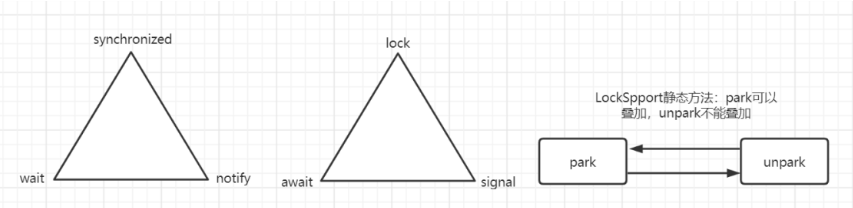 synchronized
wait
notify
lock
await
signal
LockSpport静态方法：park可以
叠加，unpark不能叠加
park
unpark